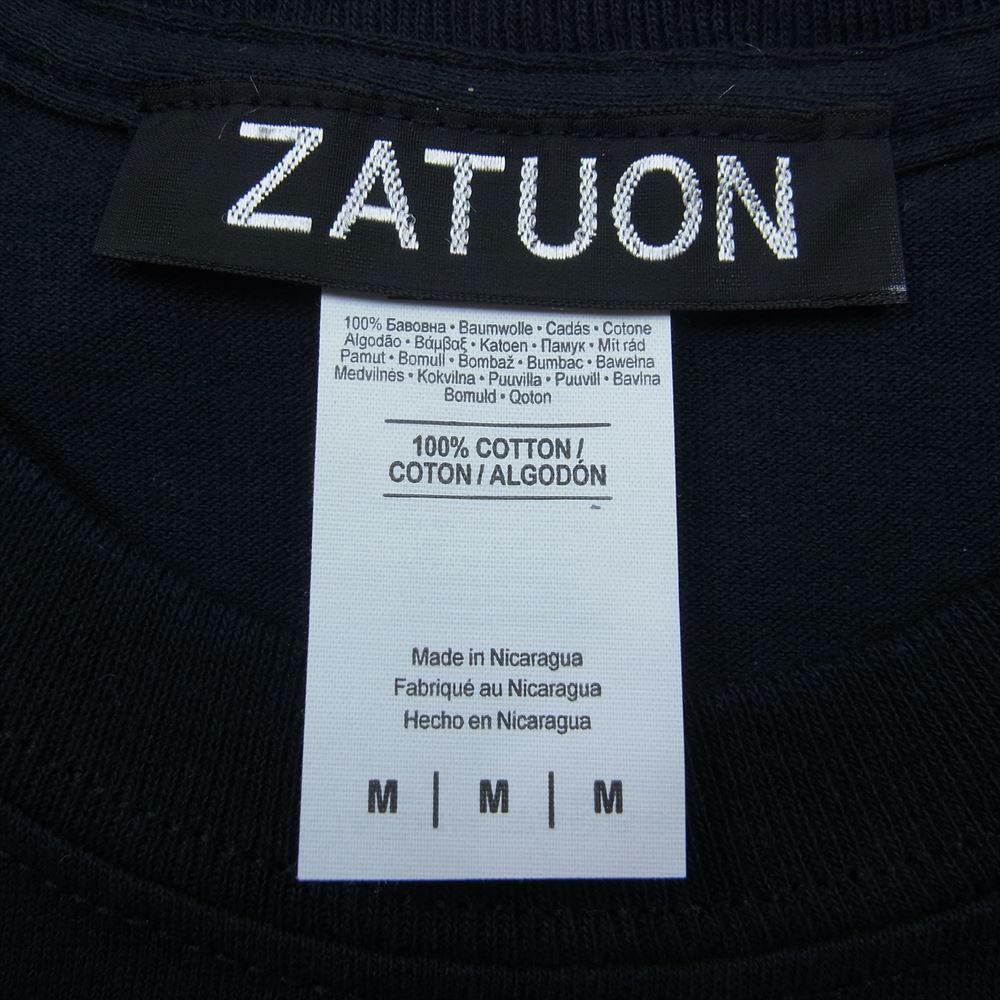 ZATUON
100% Бавовна • Baumwolle • Cadás • Cotone
Algodão • Βάμβαξ • Katoen • Памук • Mït rád
Pamut • Bomull • Bombaž • Bumbac • Bawełna
Medvilnės • Kokvilna • Puuvilla • Puuvill • Bavlna
Bomuld • Qoton
100% COTTON /
COTON / ALGODÓN
Made in Nicaragua
Fabriqué au Nicaragua
Hecho en Nicaragua
M | M | M